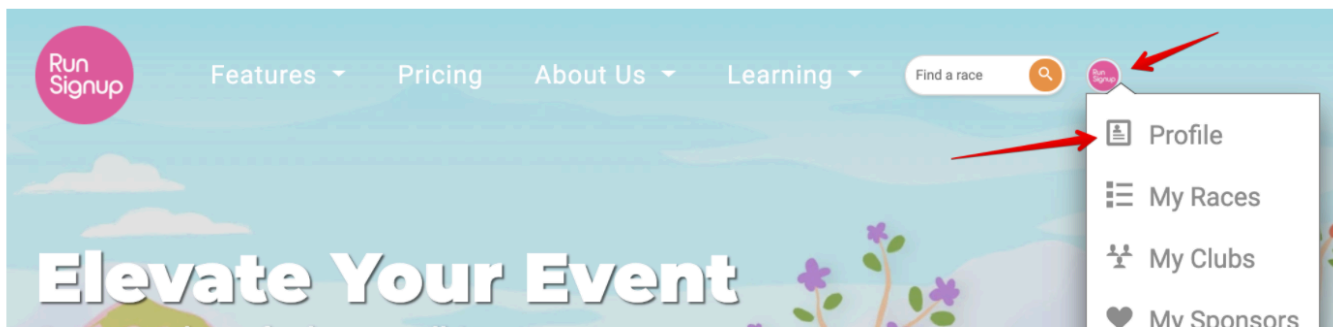 Run
Signup
Features
Pricing
About Us
Learning
Find a race
Run
Signup
Profile
My Races
My Clubs
My Sponsors
Elevate Your Event